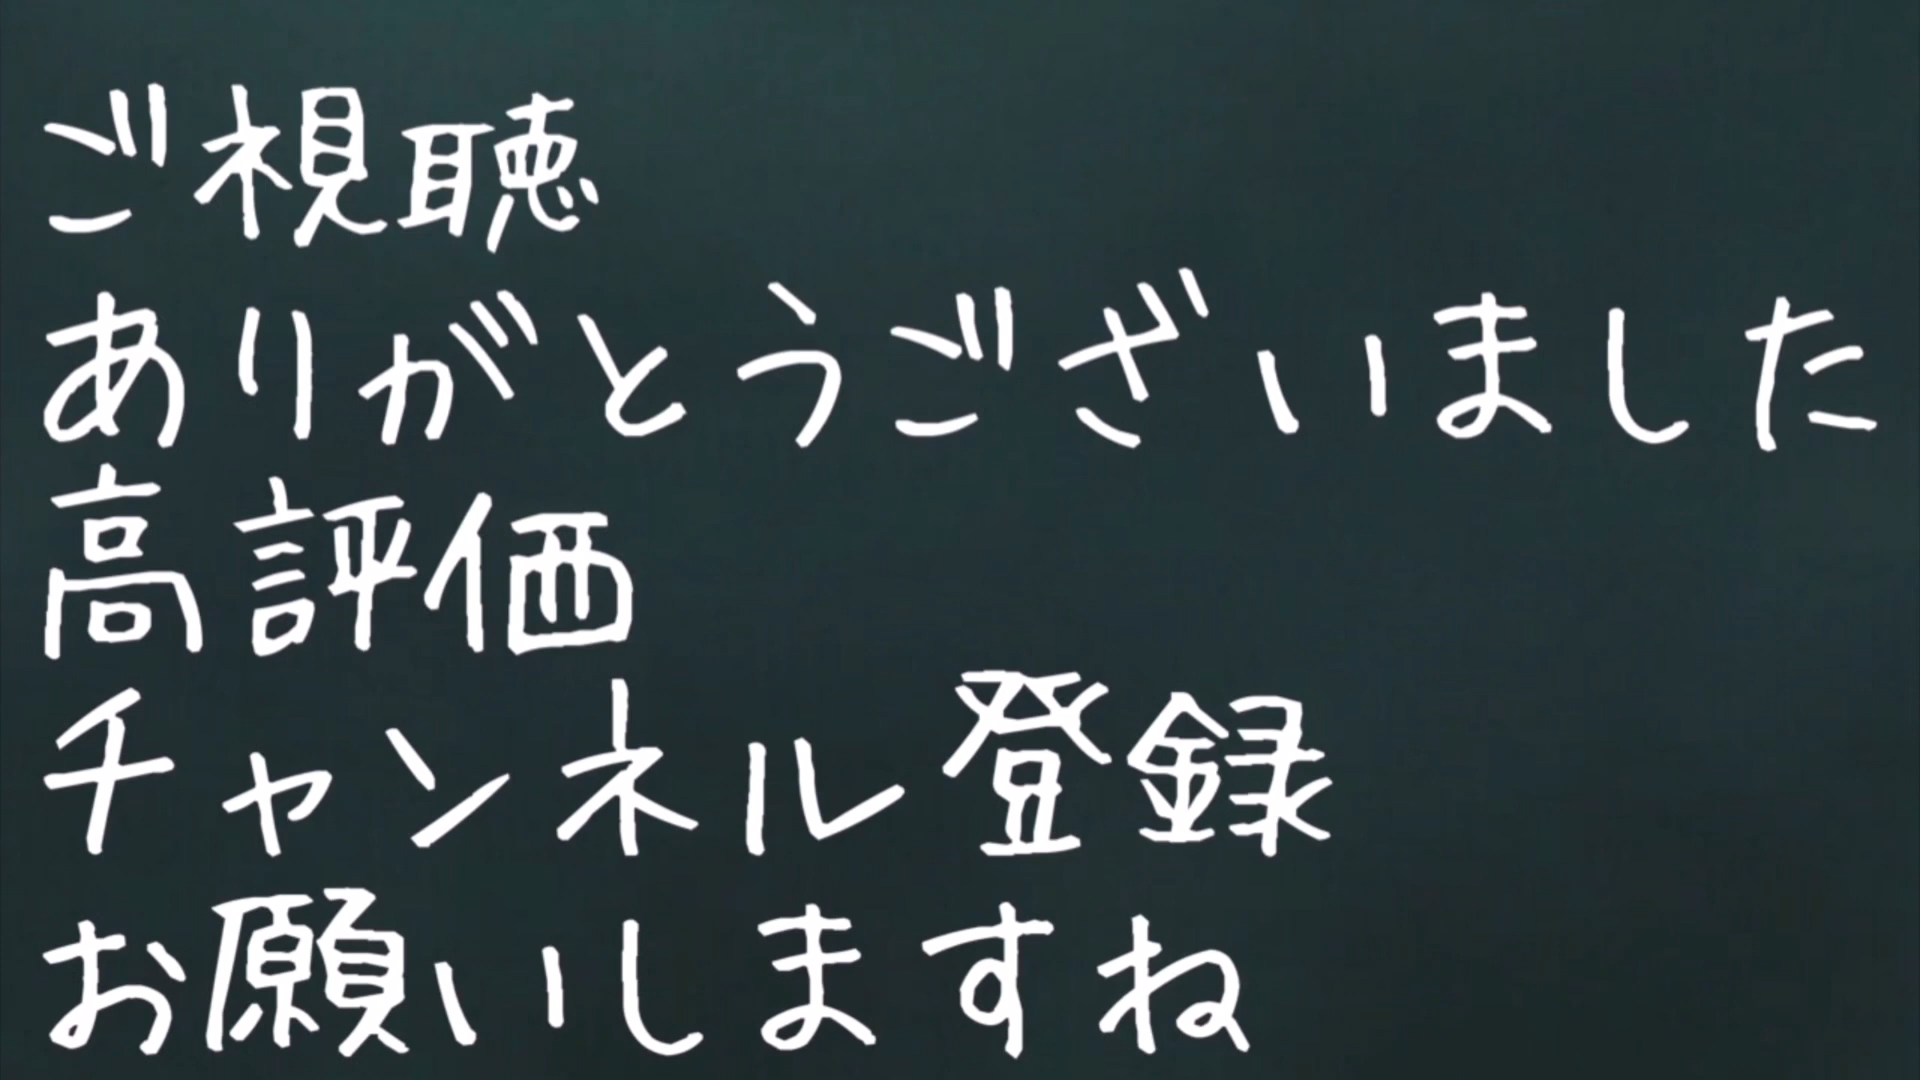 ご視聴
ありがとうございました
高評価
チャンネル登録
お願いしますね